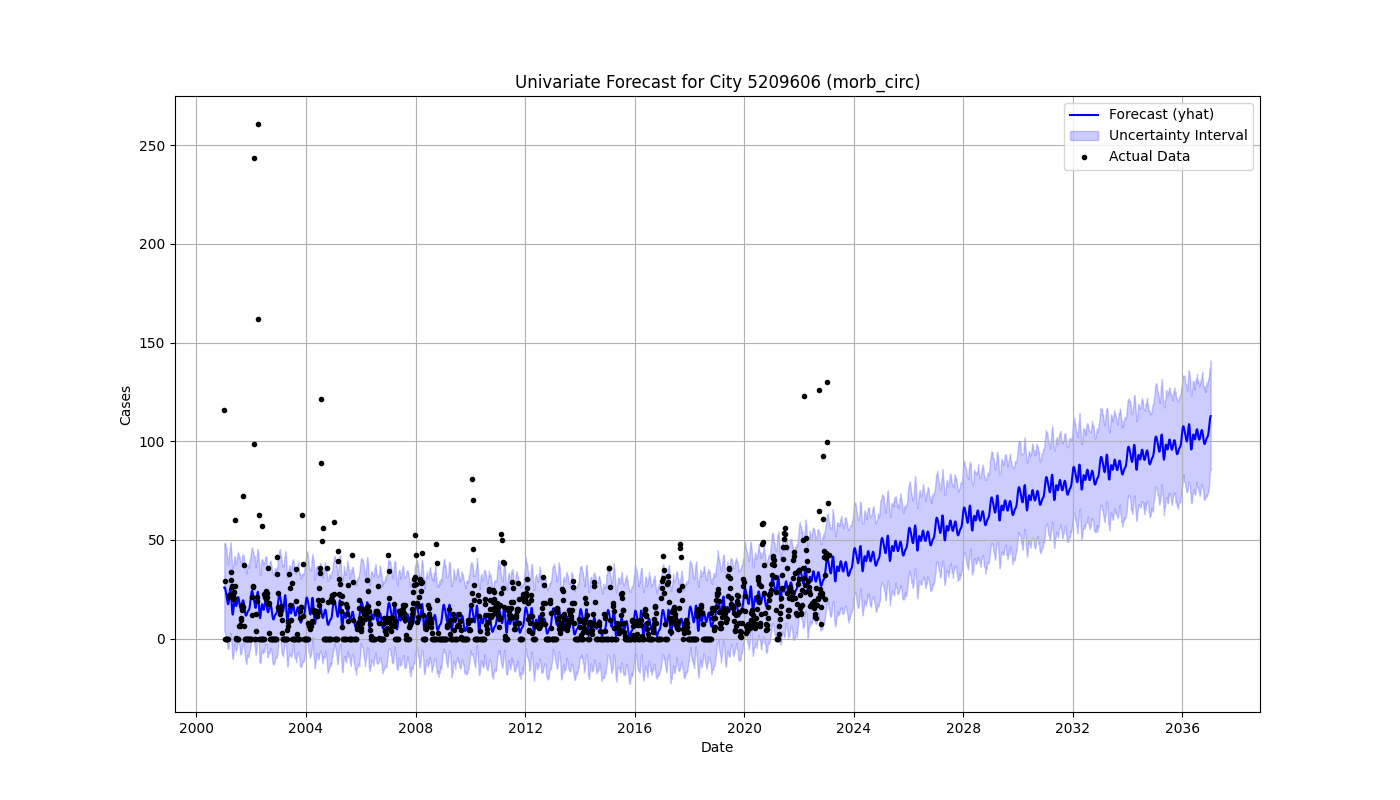 Univariate Forecast for City 5209606 (morb_circ)
Forecast (yhat)
Uncertainty Interval
Actual Data
250
200
150
100
50
0
Cases
2000 2004 2008 2012 2016 2020 2024 2028 2032 2036
Date